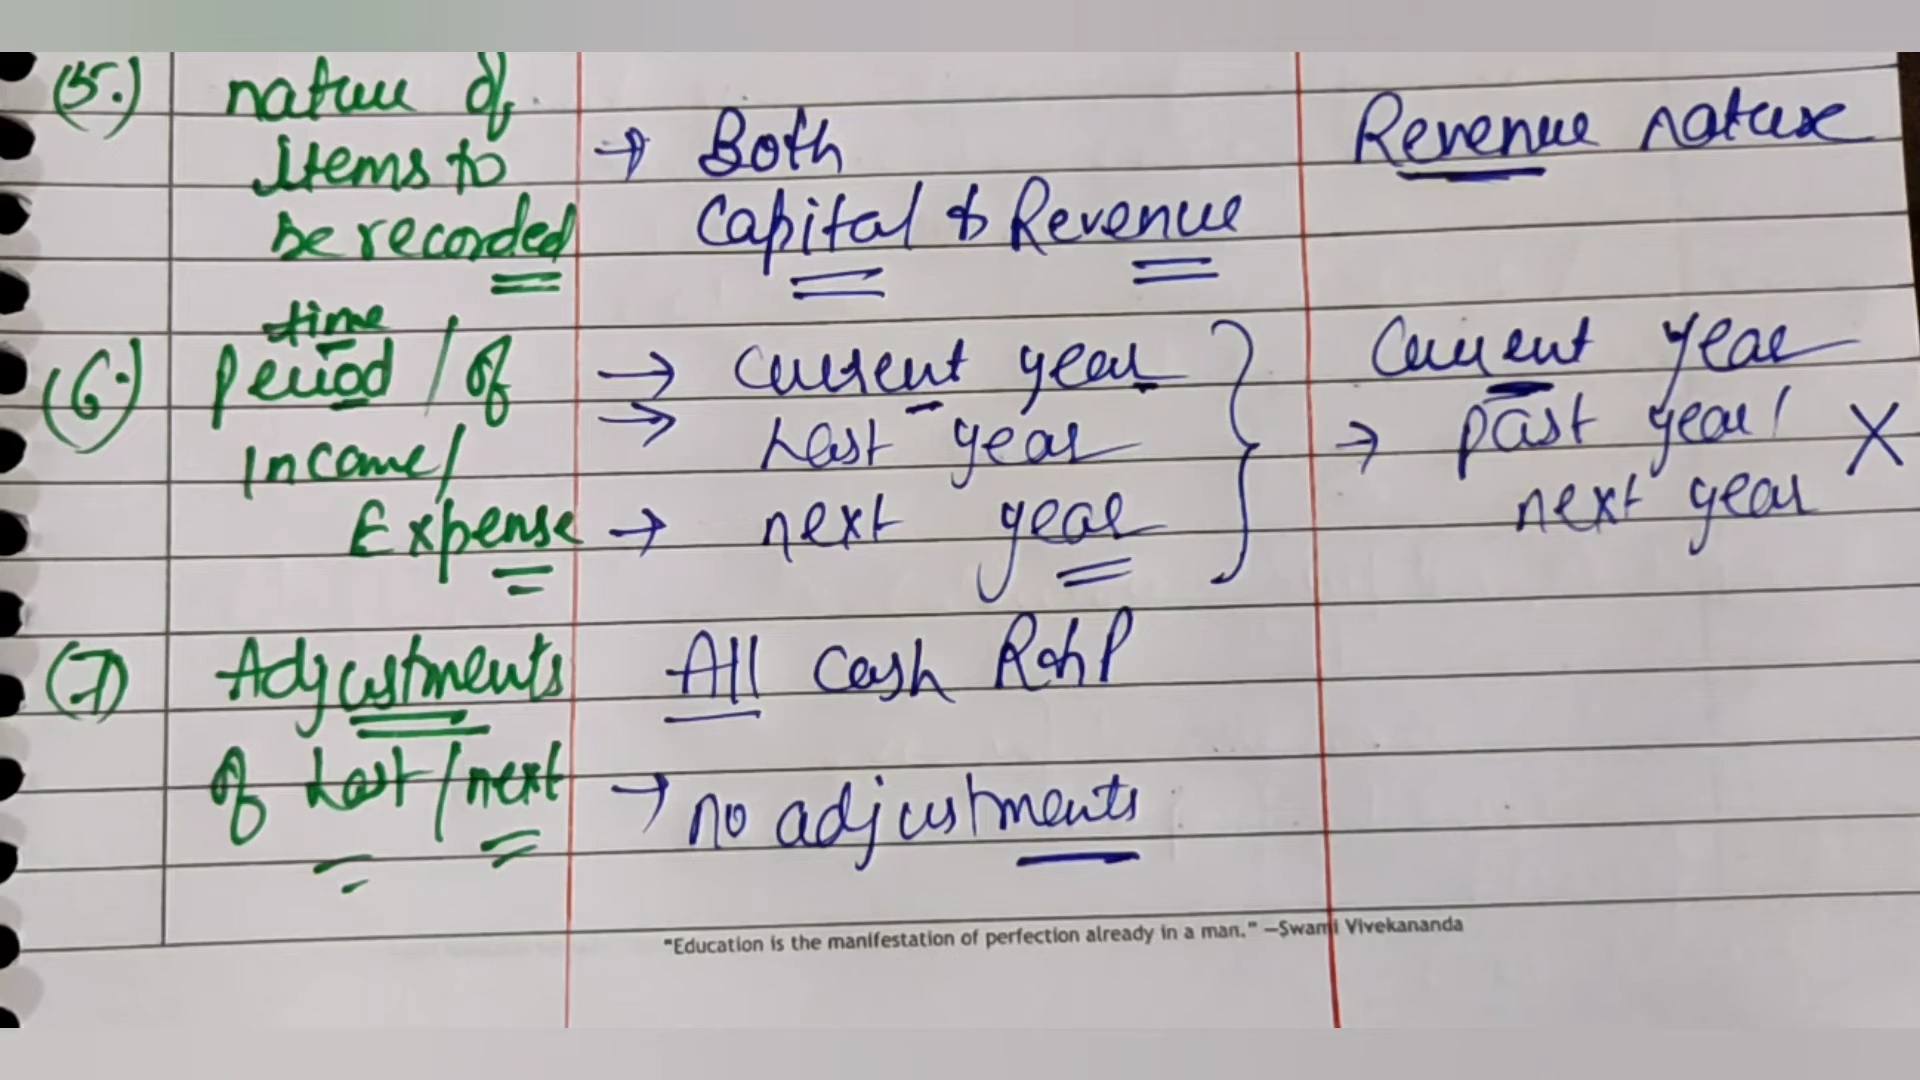 (5.) nature of Both Revenue nature
items to → Capital & Revenue
be recorded
(6.) time
Period / of → Current year Current year
Income/ → Last year → past year/ X
Expense → next year next year
(7) Adjustments All Cash R & P
of Last/next → no adjustments
"Education is the manifestation of perfection already in a man." —Swami Vivekananda